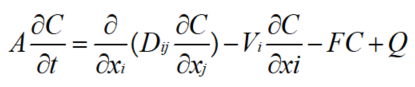 A ∂C/∂t = ∂/∂xᵢ (Dᵢⱼ ∂C/∂xⱼ) − Vᵢ ∂C/∂xi − FC + Q